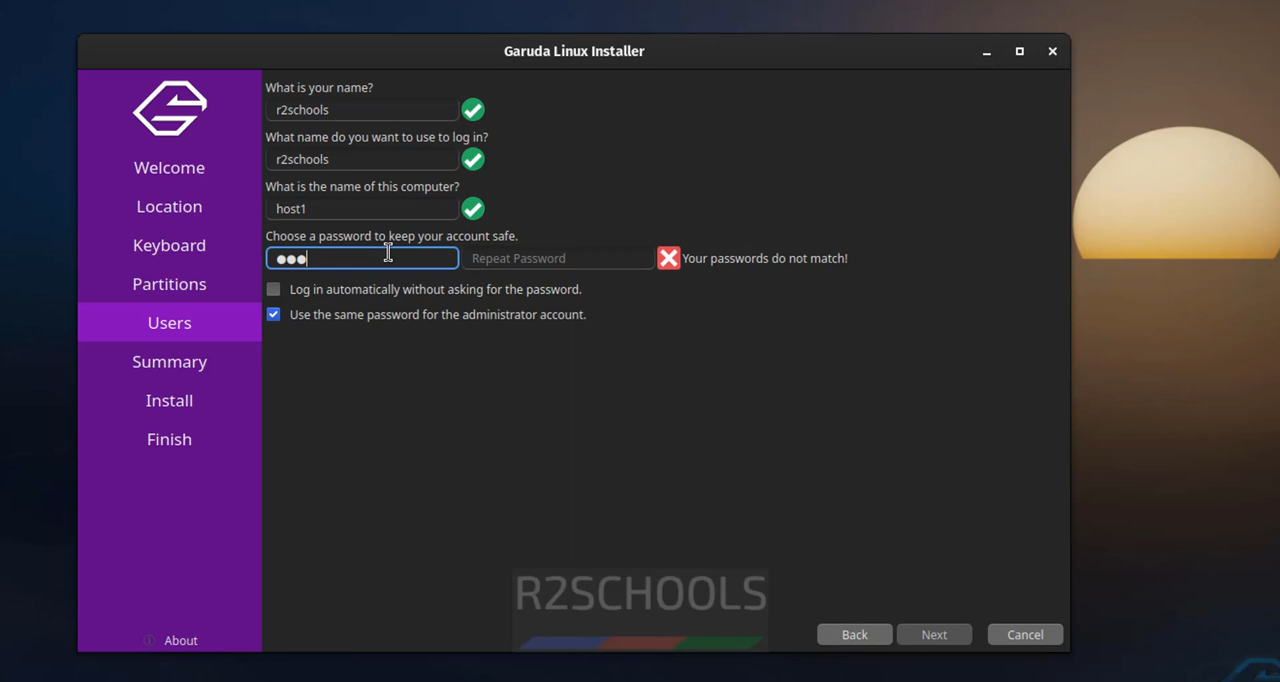 Garuda Linux Installer
What is your name?
r2schools
What name do you want to use to log in?
r2schools
What is the name of this computer?
host1
Choose a password to keep your account safe.
●●●
Repeat Password
Your passwords do not match!
Log in automatically without asking for the password.
Use the same password for the administrator account.
Welcome
Location
Keyboard
Partitions
Users
Summary
Install
Finish
About
R2SCHOOLS
Back
Next
Cancel